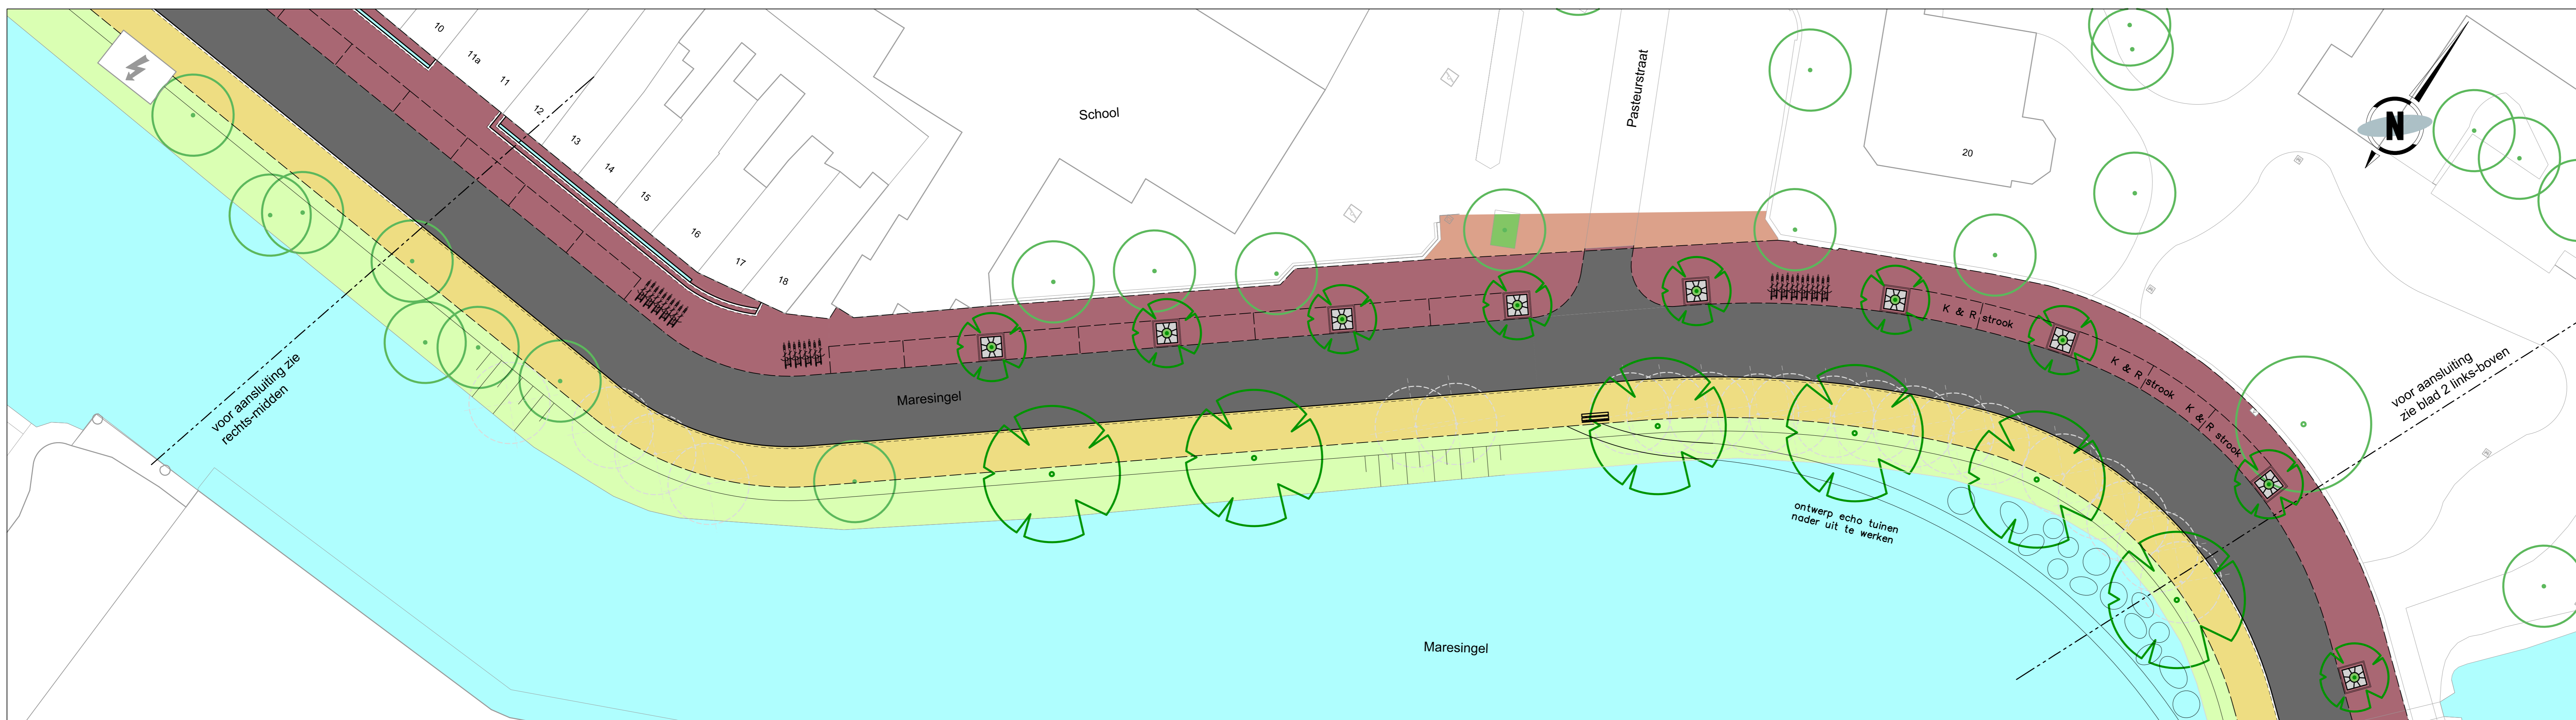 10
11a
11
12
13
14
15
16
17
18
School
Pasteurstraat
20
N
K & R strook
K & R strook
K & R strook
voor aansluiting zie
rechts-midden
voor aansluiting
zie blad 2 links-boven
Maresingel
ontwerp echo tuinen
nader uit te werken
Maresingel